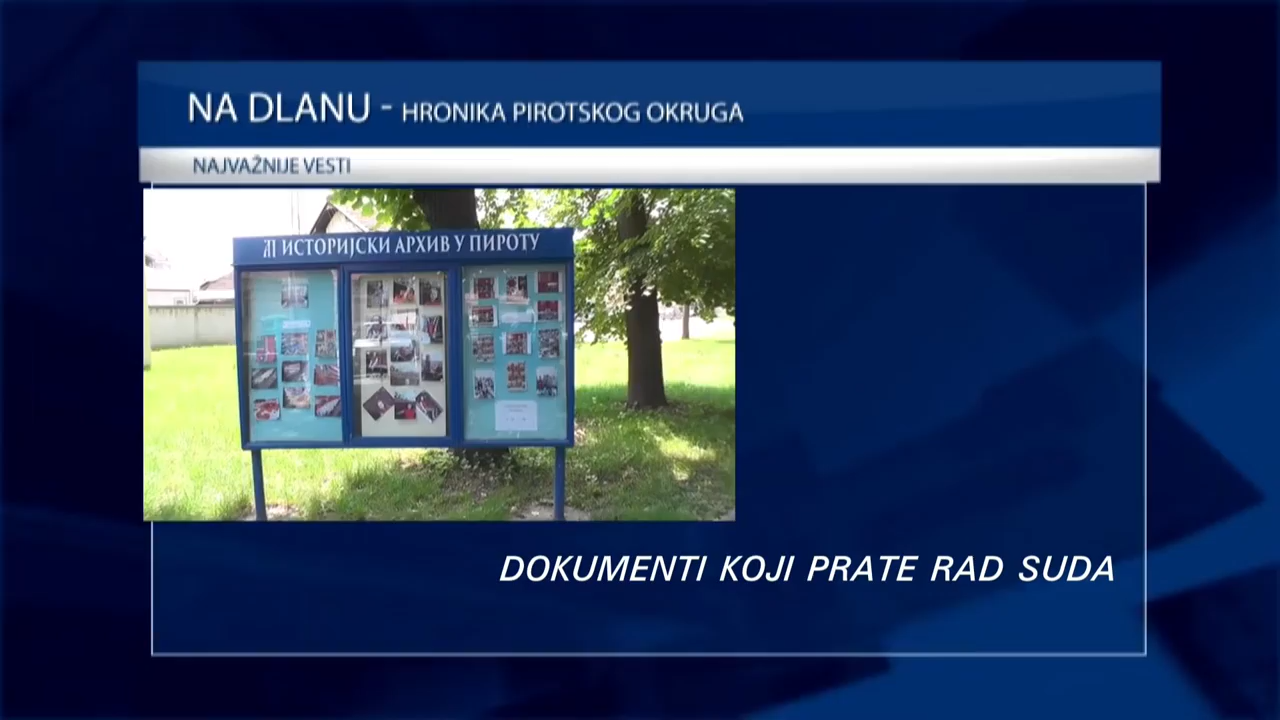 NA DLANU - HRONIKA PIROTSKOG OKRUGA
NAJVAŽNIJE VESTI
ИСТОРИЈСКИ АРХИВ У ПИРОТУ
DOKUMENTI KOJI PRATE RAD SUDA